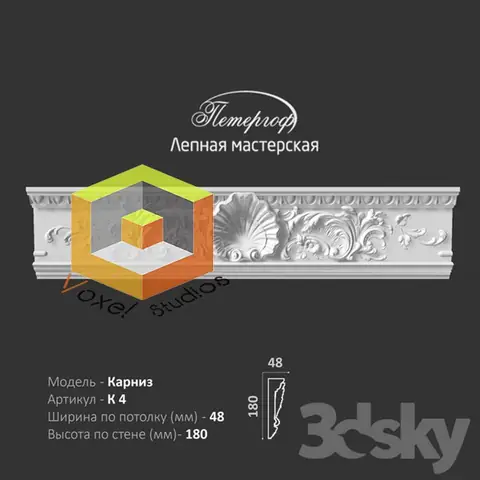 Петергоф
Лепная мастерская
Voxel Studios
48
180
Модель - Карниз
Артикул - К 4
Ширина по потолку (мм) - 48
Высота по стене (мм)- 180
3dsky